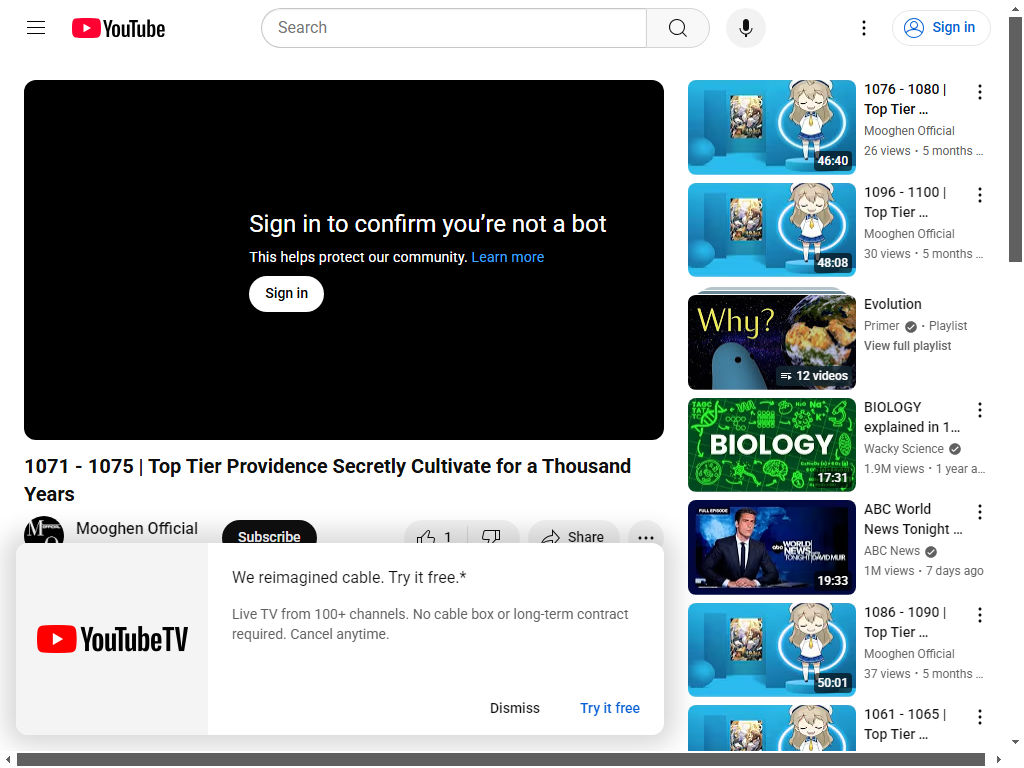 YouTube
Search
Sign in
Sign in to confirm you’re not a bot
This helps protect our community. Learn more
Sign in
1071 - 1075 | Top Tier Providence Secretly Cultivate for a Thousand
Years
Mooghen Official
Subscribe
1
Share
YouTubeTV
We reimagined cable. Try it free.*
Live TV from 100+ channels. No cable box or long-term contract
required. Cancel anytime.
Dismiss
Try it free
46:40
1076 - 1080 |
Top Tier ...
Mooghen Official
26 views • 5 months ...
48:08
1096 - 1100 |
Top Tier ...
Mooghen Official
30 views • 5 months ...
Why?
12 videos
Evolution
Primer • Playlist
View full playlist
BIOLOGY
17:31
BIOLOGY
explained in 1...
Wacky Science
1.9M views • 1 year a...
FULL EPISODE
abc WORLD
NEWS
TONIGHT DAVID MUIR
19:33
ABC World
News Tonight ...
ABC News
1M views • 7 days ago
50:01
1086 - 1090 |
Top Tier ...
Mooghen Official
37 views • 5 months ...
1061 - 1065 |
Top Tier ...